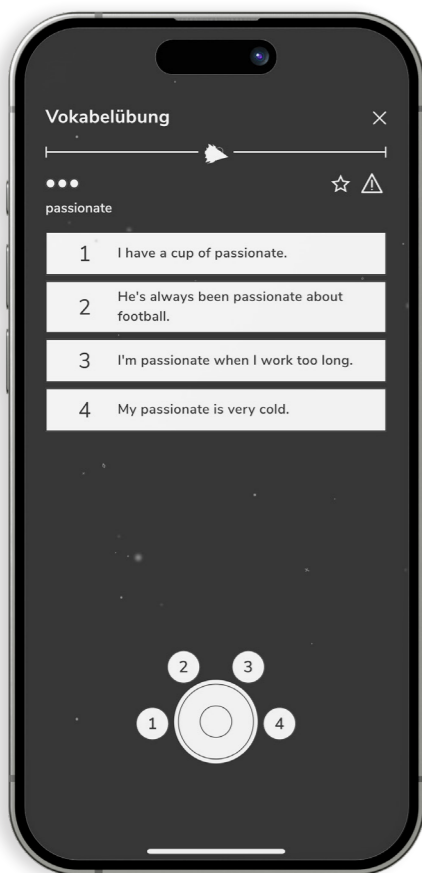 Vokabelübung
passionate
1 I have a cup of passionate.
2 He's always been passionate about
football.
3 I'm passionate when I work too long.
4 My passionate is very cold.
2 3
1 4